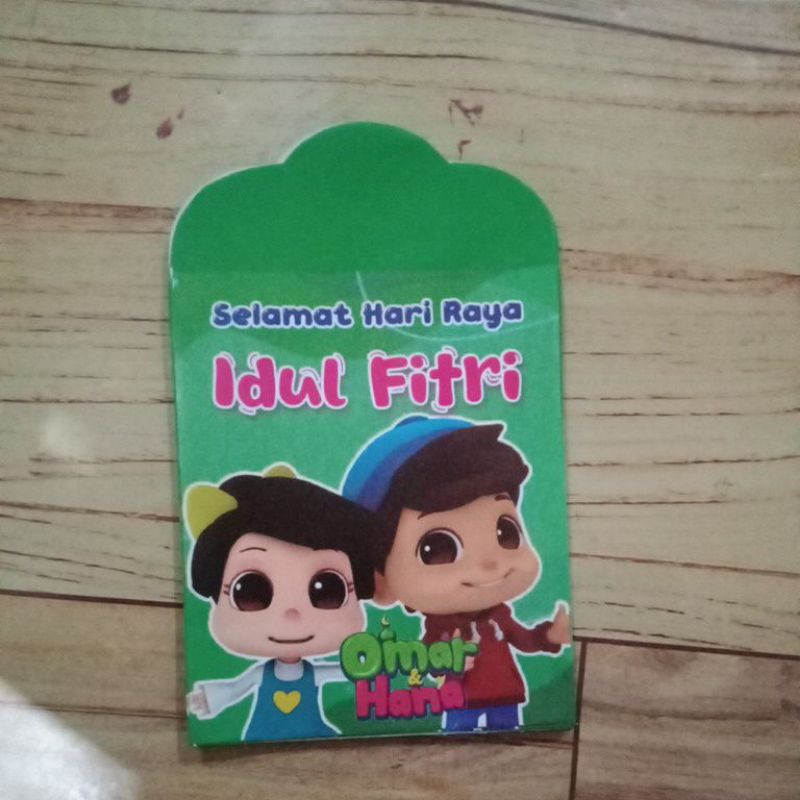 Selamat Hari Raya
Idul Fitri
Omar
&
Hana